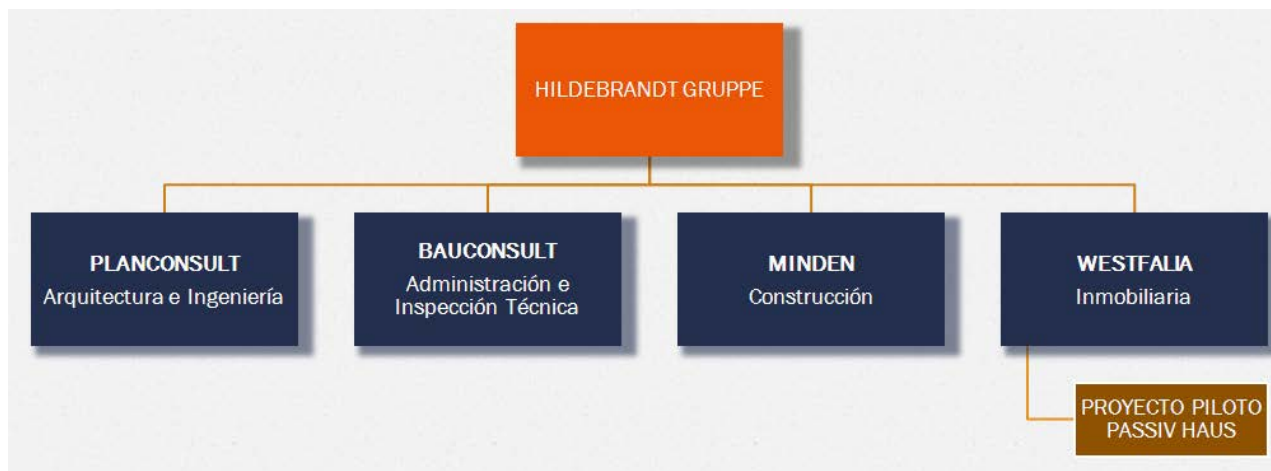 HILDEBRANDT GRUPPE
PLANCONSULT
Arquitectura e Ingeniería
BAUCONSULT
Administración e
Inspección Técnica
MINDEN
Construcción
WESTFALIA
Inmobiliaria
PROYECTO PILOTO
PASSIV HAUS